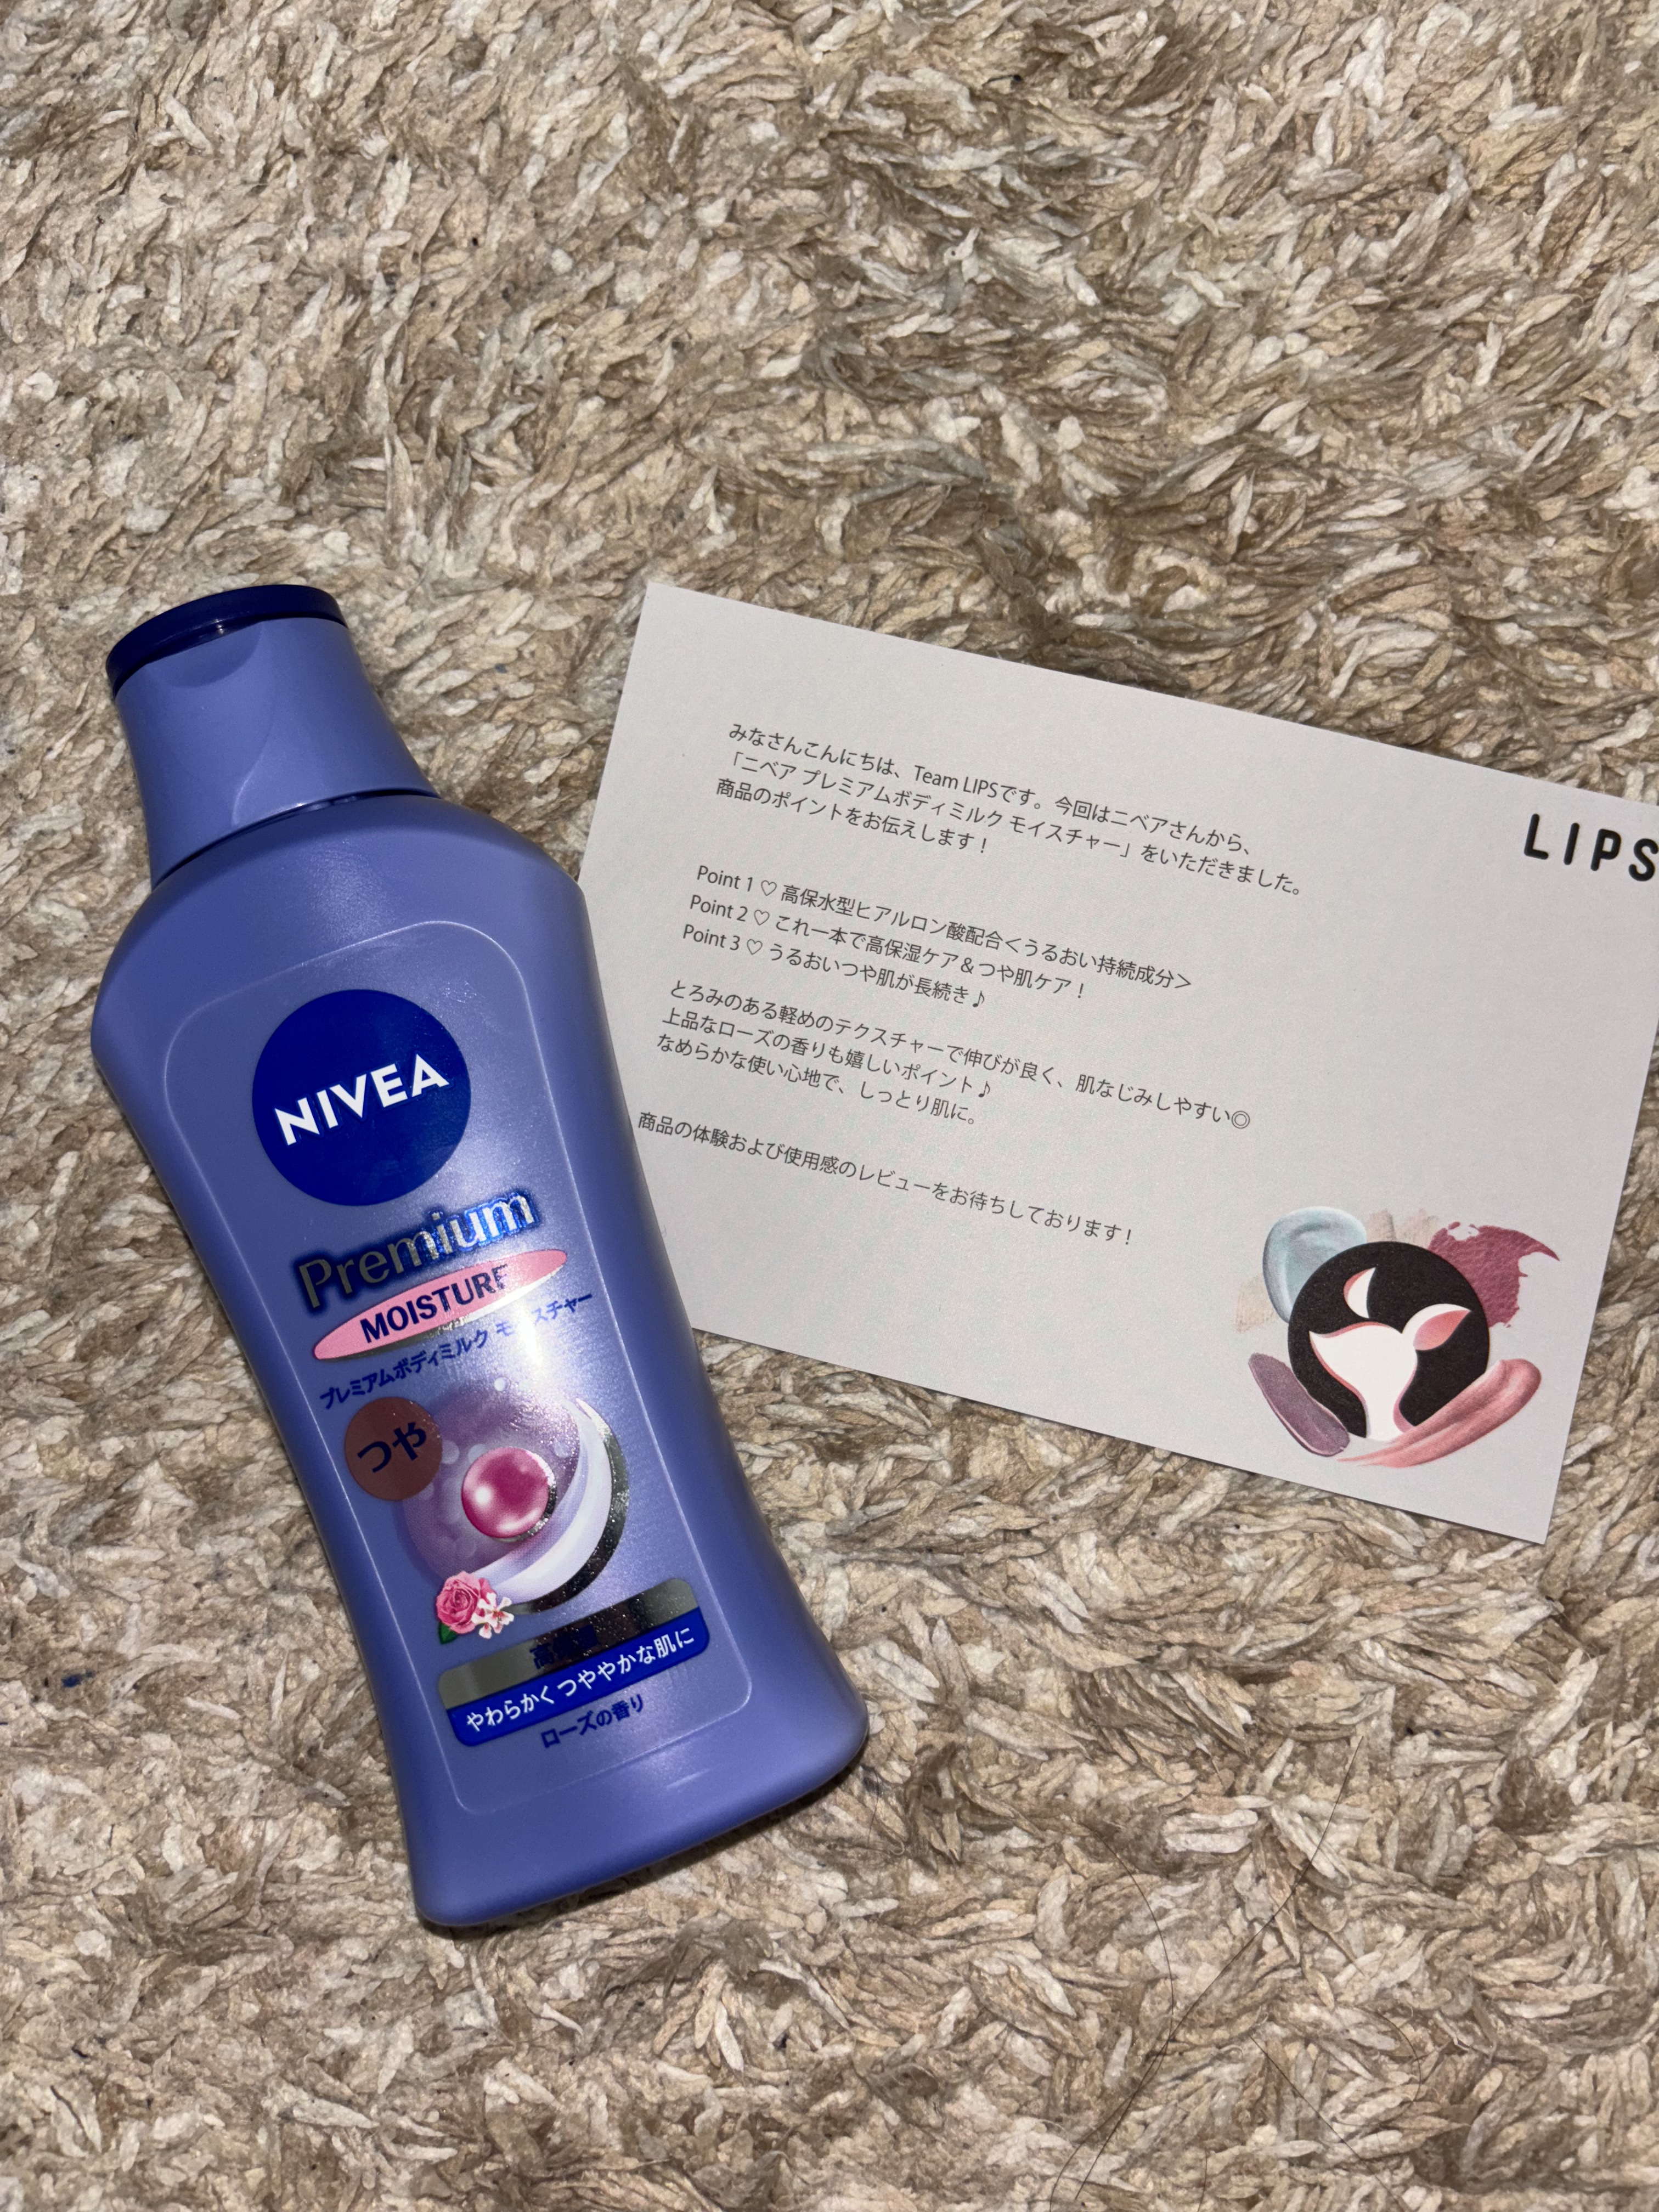 NIVEA
Premium
MOISTURE
プレミアムボディミルク モイスチャー
つや
やわらかくつややかな肌に
ローズの香り
LIPS
みなさんこんにちは、Team LIPSです。今回はニベアさんから、
「ニベア プレミアムボディミルク モイスチャー」をいただきました。
商品のポイントをお伝えします！
Point 1 ♡ 高保水型ヒアルロン酸配合＜うるおい持続成分＞
Point 2 ♡ これ一本で高保湿ケア＆つや肌ケア！
Point 3 ♡ うるおいつや肌が長続き♪
とろみのある軽めのテクスチャーで伸びが良く、肌なじみしやすい◎
上品なローズの香りも嬉しいポイント♪
なめらかな使い心地で、しっとり肌に。
商品の体験および使用感のレビューをお待ちしております！